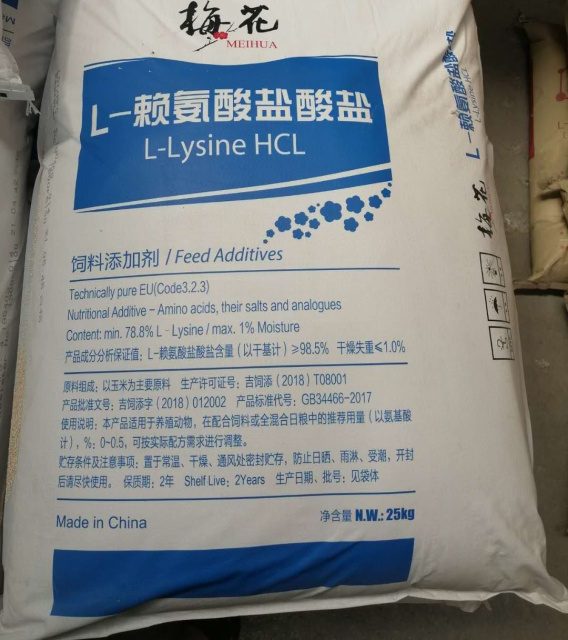 梅花
MEIHUA
L-赖氨酸盐酸盐
L-Lysine HCL
饲料添加剂 / Feed Additives
Technically pure EU(Code3.2.3)
Nutritional Additive – Amino acids, their salts and analogues
Content: min. 78.8% L - Lysine / max. 1% Moisture
产品成分分析保证值: L-赖氨酸盐酸盐含量（以干基计）≥98.5% 干燥失重≤1.0%
原料组成: 以玉米为主要原料 生产许可证号: 吉饲添（2018）T08001
产品批准文号: 吉饲添字（2018）012002 产品标准代号: GB34466-2017
使用说明: 本产品适用于养殖动物，在配合饲料或全混合日粮中的推荐用量（以氨基酸
计），%; 0~0.5，可按实际配方需求进行调整。
贮存条件及注意事项: 置于常温、干燥、通风处密封贮存，防止日晒、雨淋、受潮，开封
后请尽快使用。 保质期: 2年 Shelf Live: 2Years 生产日期、批号: 见袋体
Made in China
净含量 N.W.: 25kg
L-赖氨酸盐酸盐
L-Lysine HCl
梅花